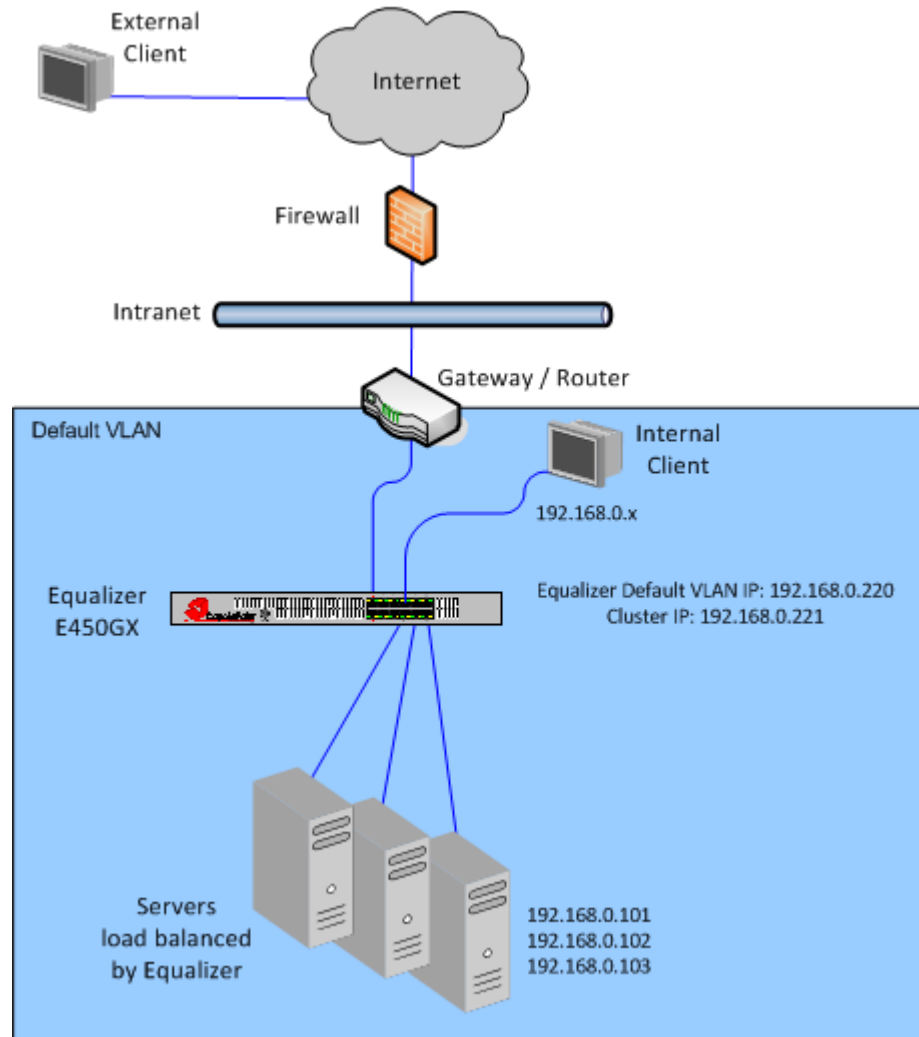 External
Client
Internet
Firewall
Intranet
Gateway / Router
Default VLAN
Internal
Client
192.168.0.x
Equalizer
E450GX
Equalizer Default VLAN IP: 192.168.0.220
Cluster IP: 192.168.0.221
Servers
load balanced
by Equalizer
192.168.0.101
192.168.0.102
192.168.0.103